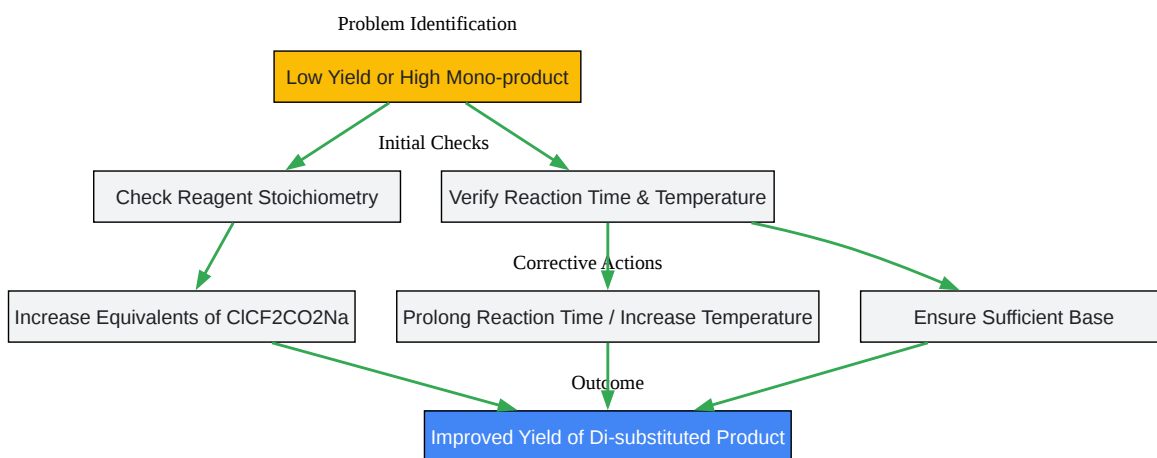 Problem Identification
Low Yield or High Mono-product
Initial Checks
Check Reagent Stoichiometry
Verify Reaction Time & Temperature
Corrective Actions
Increase Equivalents of ClCF2CO2Na
Prolong Reaction Time / Increase Temperature
Ensure Sufficient Base
Outcome
Improved Yield of Di-substituted Product